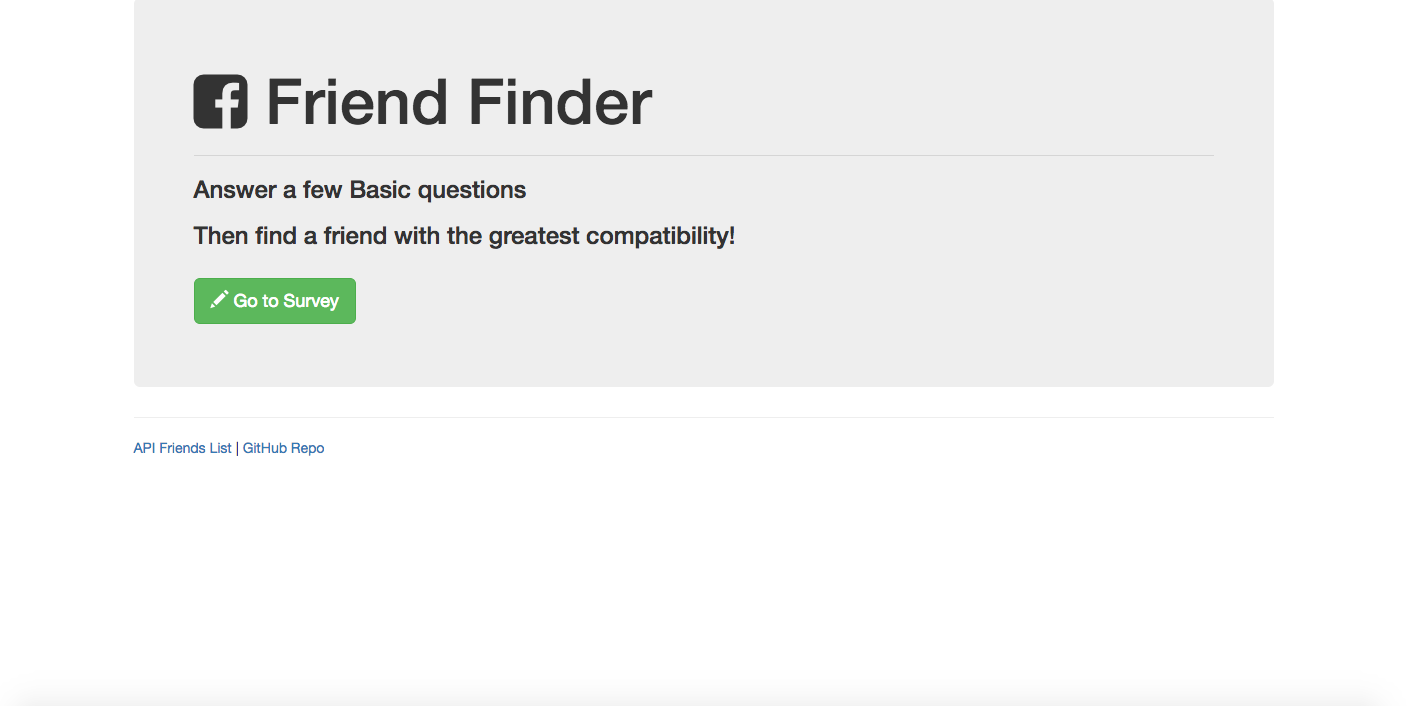 Friend Finder
Answer a few Basic questions
Then find a friend with the greatest compatibility!
Go to Survey
API Friends List | GitHub Repo